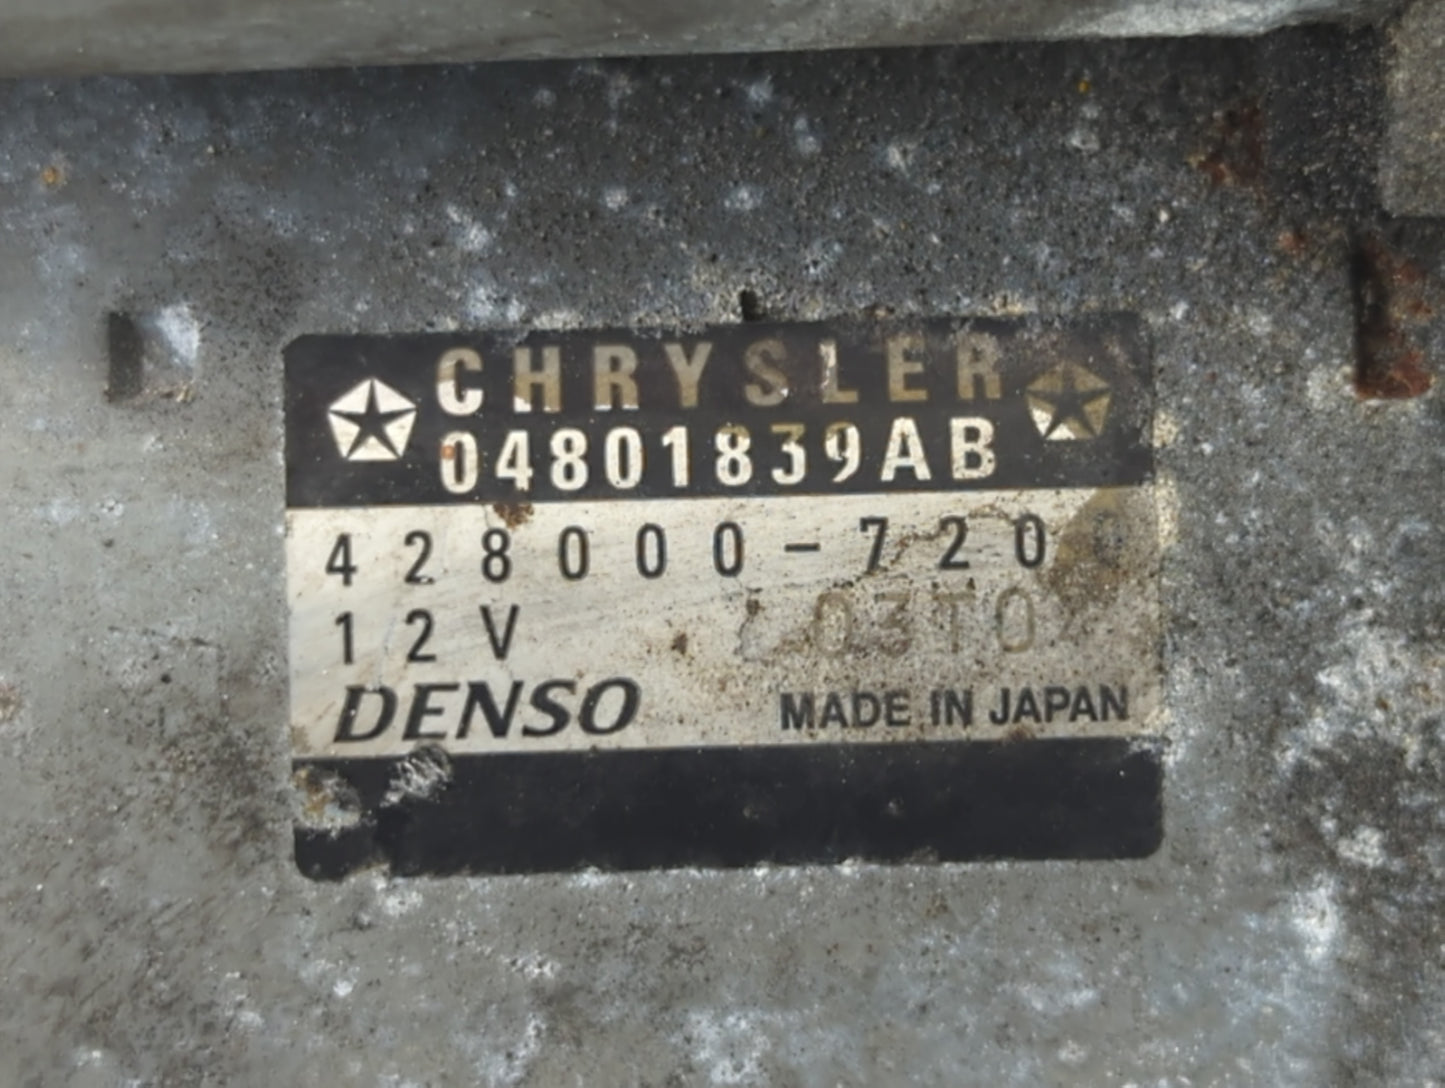 CHRYSLER
04801839AB
428000-720
12V
DENSO MADE IN JAPAN